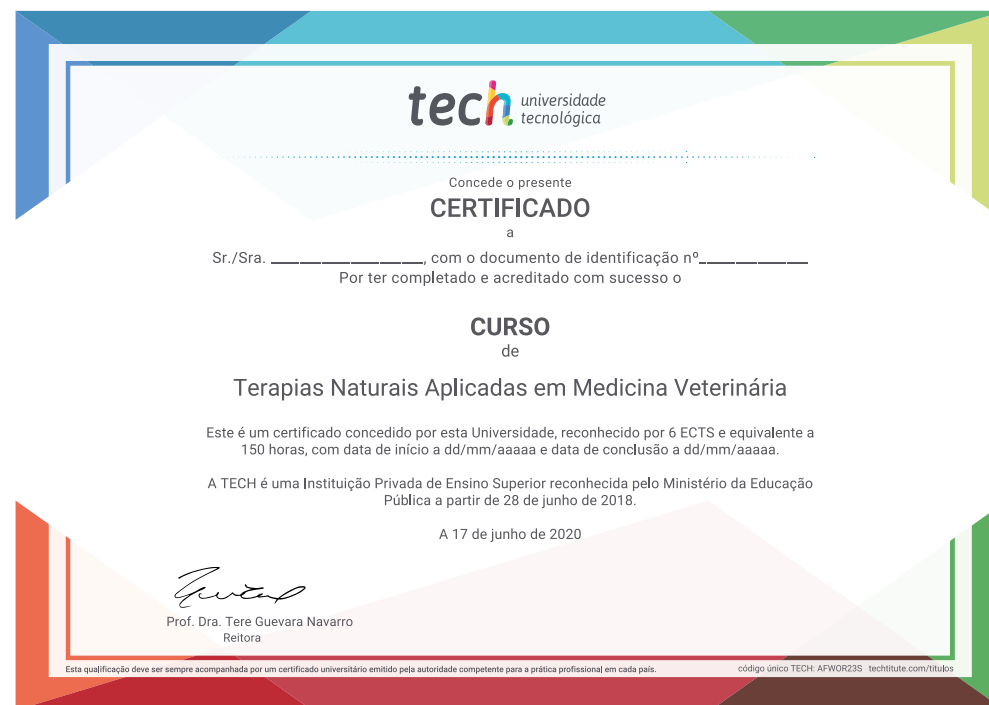 tech universidade
tecnológica
Concede o presente
CERTIFICADO
a
Sr./Sra. ____________________, com o documento de identificação nº______________
Por ter completado e acreditado com sucesso o
CURSO
de
Terapias Naturais Aplicadas em Medicina Veterinária
Este é um certificado concedido por esta Universidade, reconhecido por 6 ECTS e equivalente a
150 horas, com data de início a dd/mm/aaaaa e data de conclusão a dd/mm/aaaaa.
A TECH é uma Instituição Privada de Ensino Superior reconhecida pelo Ministério da Educação
Pública a partir de 28 de junho de 2018.
A 17 de junho de 2020
Prof. Dra. Tere Guevara Navarro
Reitora
Esta qualificação deve ser sempre acompanhada por um certificado universitário emitido pela autoridade competente para a prática profissional em cada país.
código único TECH: AFWOR23S techtitute.com/titulos